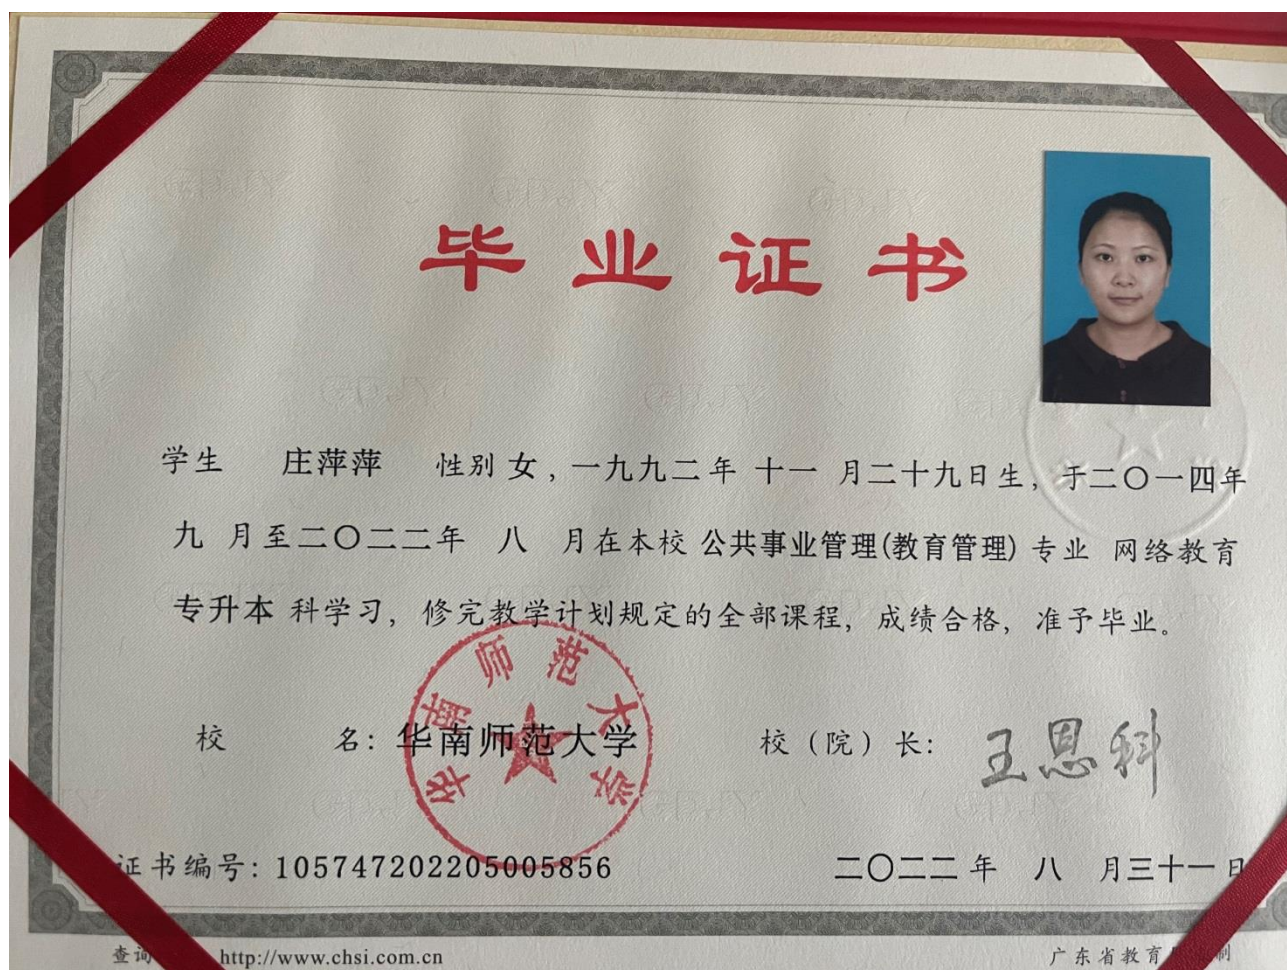 毕业证书
学生 庄萍萍 性别 女，一九九二年 十一 月二十九日生，于二〇一四年
九 月至二〇二二年 八 月在本校 公共事业管理(教育管理) 专业 网络教育
专升本 科学习，修完教学计划规定的全部课程，成绩合格，准予毕业。
华南师范大学
校 名：华南师范大学 校（院）长：王恩科
证书编号：105747202205005856 二〇二二年 八 月三十一日
查询 http://www.chsi.com.cn 广东省教育 制